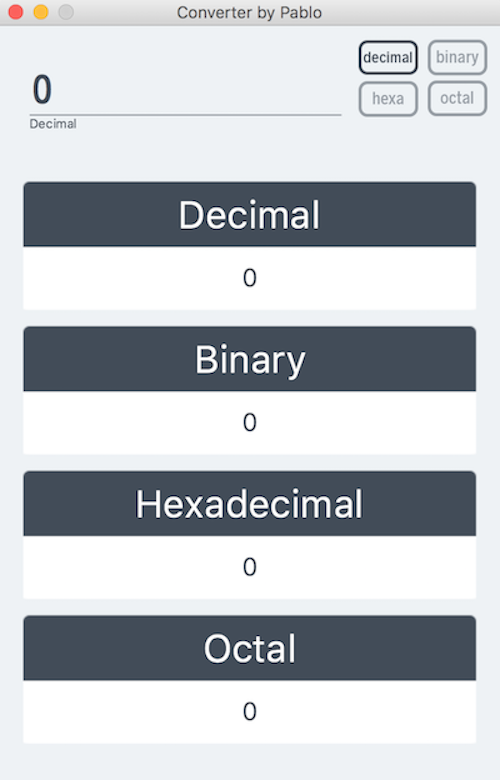 Converter by Pablo
decimal binary
0
hexa octal
Decimal
Decimal
0
Binary
0
Hexadecimal
0
Octal
0